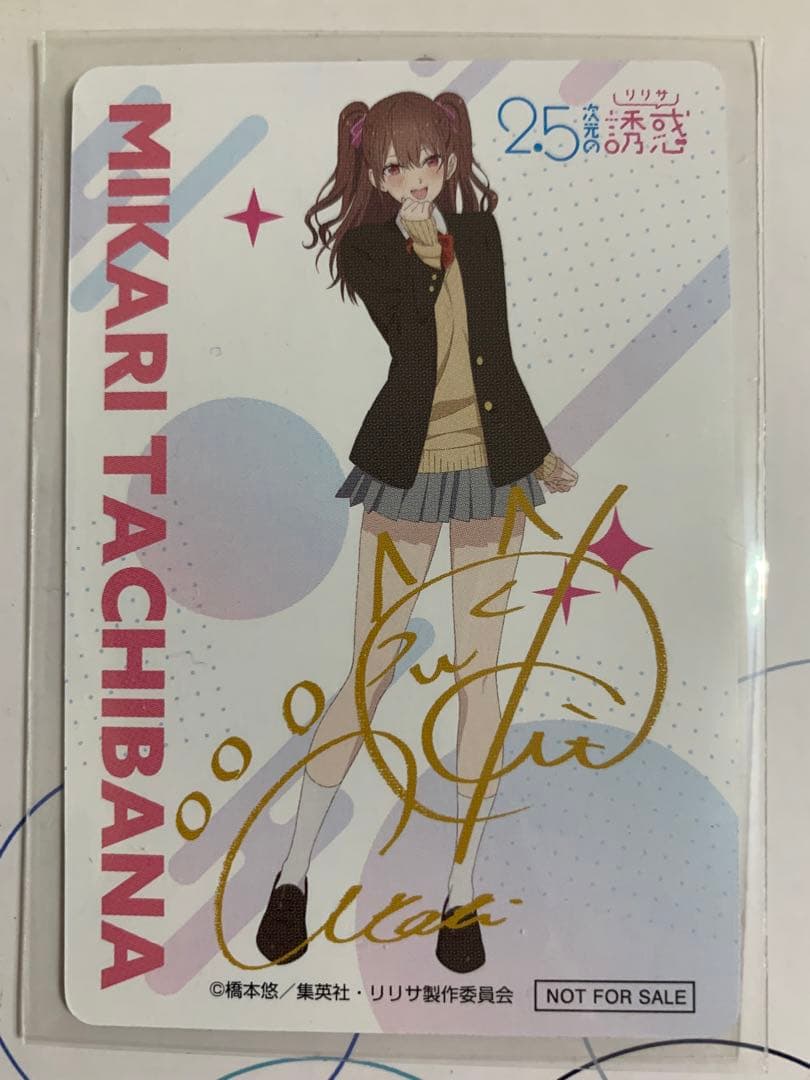 MIKARI TACHIBANA
リリサ
2.5次元の誘惑
©橋本悠／集英社・リリサ製作委員会
NOT FOR SALE